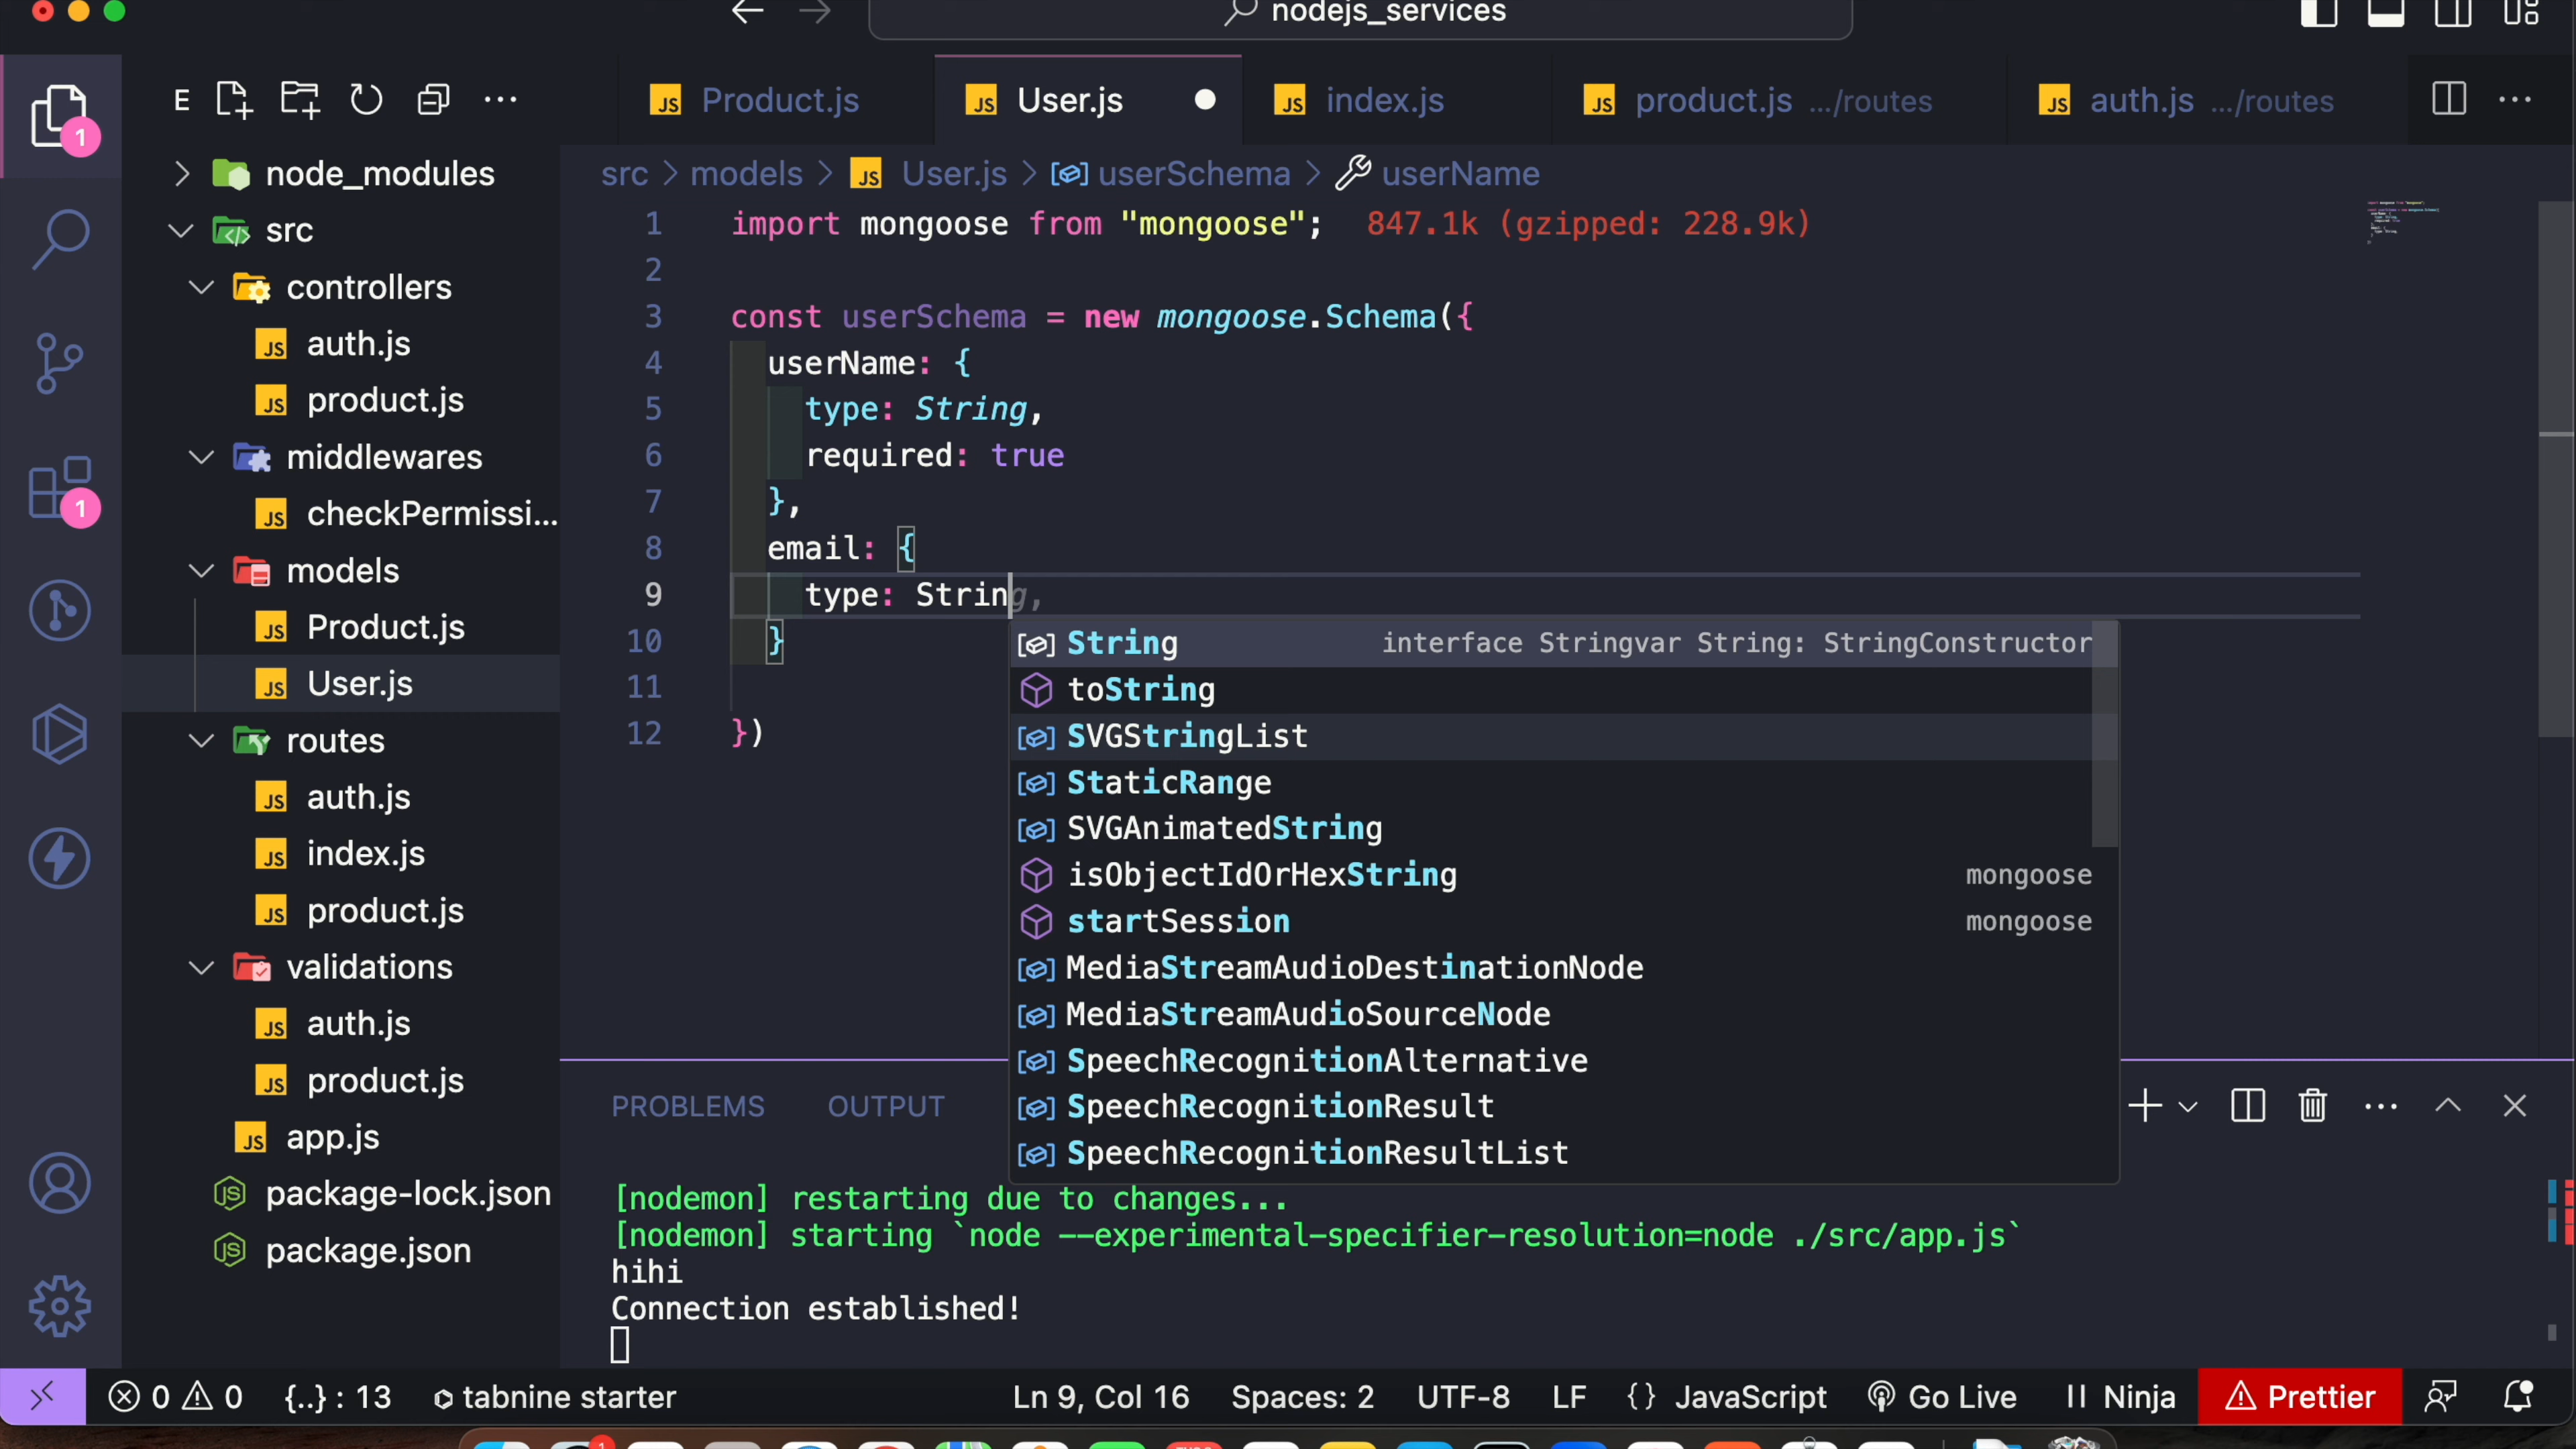 nodejs_services
E
Product.js
User.js
index.js
product.js .../routes
auth.js .../routes
1
node_modules
src
controllers
auth.js
product.js
middlewares
checkPermissi...
1
models
Product.js
User.js
routes
auth.js
index.js
product.js
validations
auth.js
product.js
app.js
package-lock.json
package.json
src > models > User.js > userSchema > userName
1 import mongoose from "mongoose"; 847.1k (gzipped: 228.9k)
2
3 const userSchema = new mongoose.Schema({
4 userName: {
5 type: String,
6 required: true
7 },
8 email: {
9 type: String,
10 }
11
12 })
String interface Stringvar String: StringConstructor
toString
SVGStringList
StaticRange
SVGAnimatedString
isObjectIdOrHexString mongoose
startSession mongoose
MediaStreamAudioDestinationNode
MediaStreamAudioSourceNode
SpeechRecognitionAlternative
SpeechRecognitionResult
SpeechRecognitionResultList
PROBLEMS OUTPUT
[nodemon] restarting due to changes...
[nodemon] starting `node --experimental-specifier-resolution=node ./src/app.js`
hihi
Connection established!
0 0 {..} : 13 tabnine starter Ln 9, Col 16 Spaces: 2 UTF-8 LF {} JavaScript Go Live Ninja Prettier